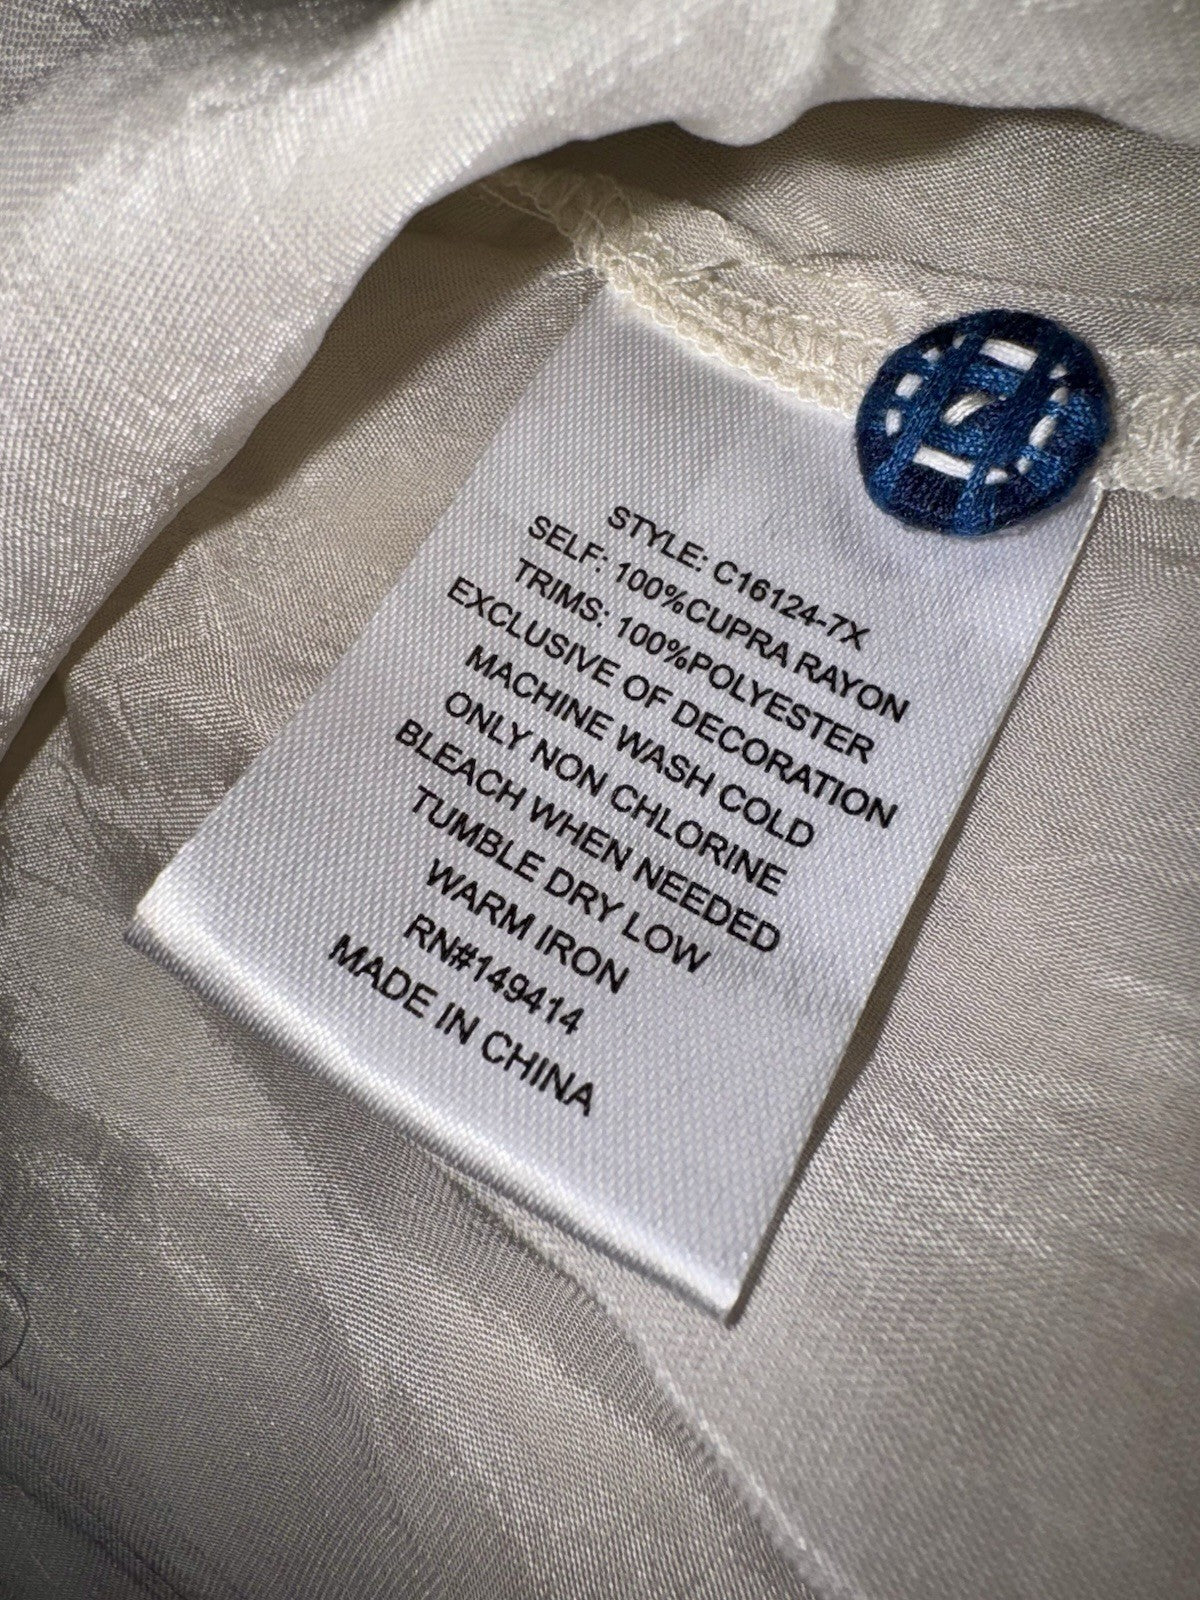 STYLE: C16124-7X
SELF: 100%CUPRA RAYON
TRIMS: 100%POLYESTER
EXCLUSIVE OF DECORATION
MACHINE WASH COLD
ONLY NON CHLORINE
BLEACH WHEN NEEDED
TUMBLE DRY LOW
WARM IRON
RN#149414
MADE IN CHINA